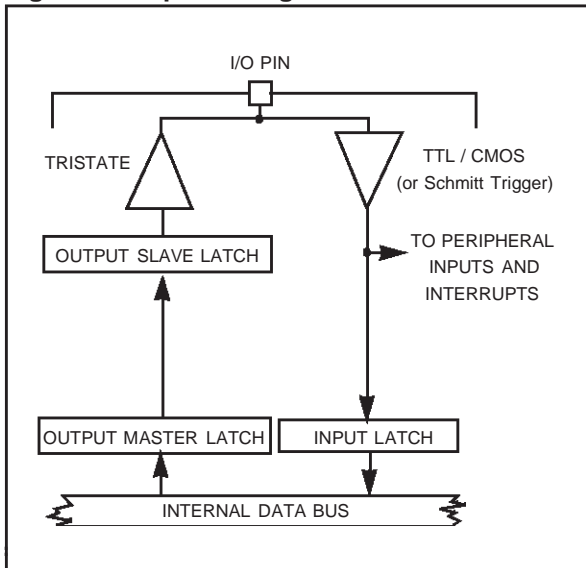 I/O PIN
TRISTATE
TTL / CMOS
(or Schmitt Trigger)
TO PERIPHERAL
INPUTS AND
INTERRUPTS
OUTPUT SLAVE LATCH
OUTPUT MASTER LATCH
INPUT LATCH
INTERNAL DATA BUS